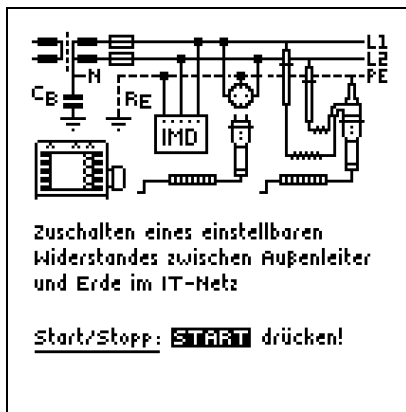 L1
L2
N
PE
CB
RE
IMD
Zuschalten eines einstellbaren
Widerstandes zwischen Außenleiter
und Erde im IT-Netz
Start/Stopp: START drücken!